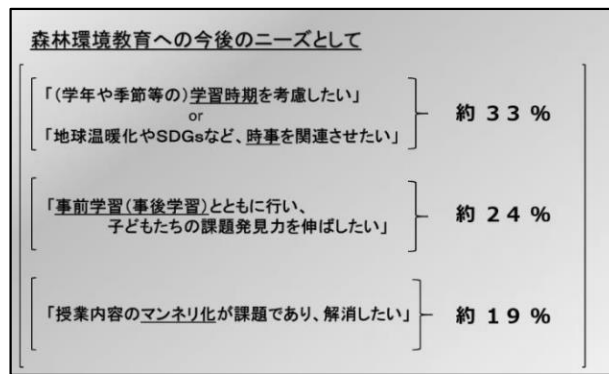 森林環境教育への今後のニーズとして
「(学年や季節等の)学習時期を考慮したい」
or
「地球温暖化やSDGsなど、時事を関連させたい」
約33%
「事前学習(事後学習)とともに行い、
子どもたちの課題発見力を伸ばしたい」
約24%
「授業内容のマンネリ化が課題であり、解消したい」
約19%